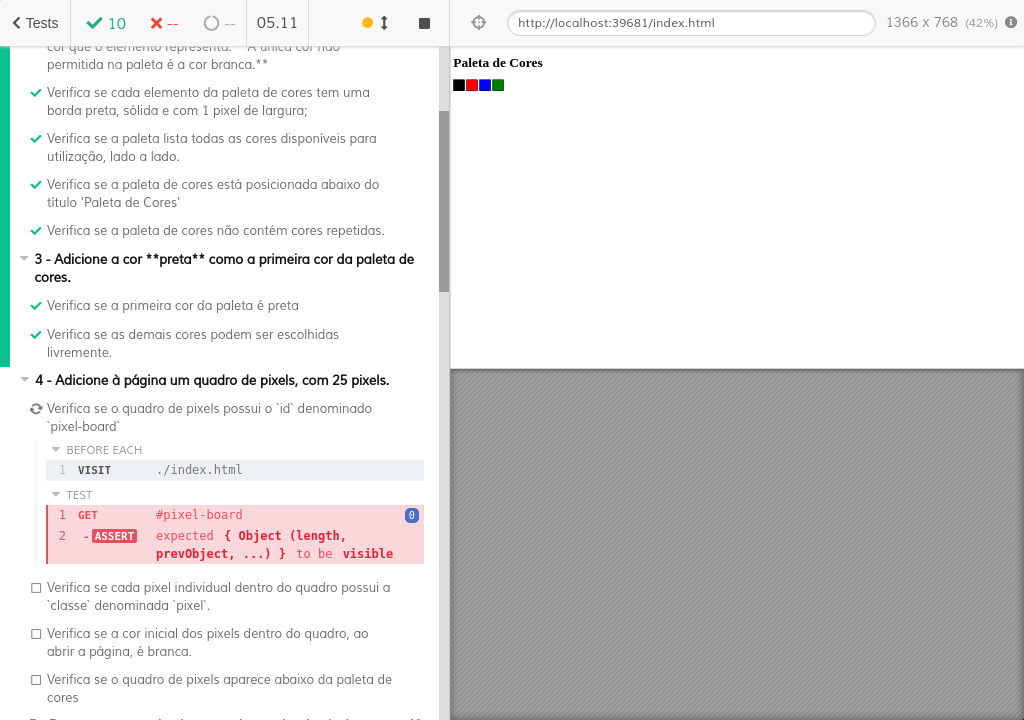 Tests
10
--
--
05.11
http://localhost:39681/index.html
1366 x 768 (42%)
cor que o elemento representa. **A única cor não
permitida na paleta é a cor branca.**
Verifica se cada elemento da paleta de cores tem uma
borda preta, sólida e com 1 pixel de largura;
Verifica se a paleta lista todas as cores disponíveis para
utilização, lado a lado.
Verifica se a paleta de cores está posicionada abaixo do
título 'Paleta de Cores'
Verifica se a paleta de cores não contém cores repetidas.
3 - Adicione a cor **preta** como a primeira cor da paleta de
cores.
Verifica se a primeira cor da paleta é preta
Verifica se as demais cores podem ser escolhidas
livremente.
4 - Adicione à página um quadro de pixels, com 25 pixels.
Verifica se o quadro de pixels possui o `id` denominado
`pixel-board`
BEFORE EACH
1 VISIT ./index.html
TEST
1 GET #pixel-board 0
2 -ASSERT expected { Object (length,
prevObject, ...) } to be visible
Verifica se cada pixel individual dentro do quadro possui a
`classe` denominada `pixel`.
Verifica se a cor inicial dos pixels dentro do quadro, ao
abrir a página, é branca.
Verifica se o quadro de pixels aparece abaixo da paleta de
cores
Paleta de Cores